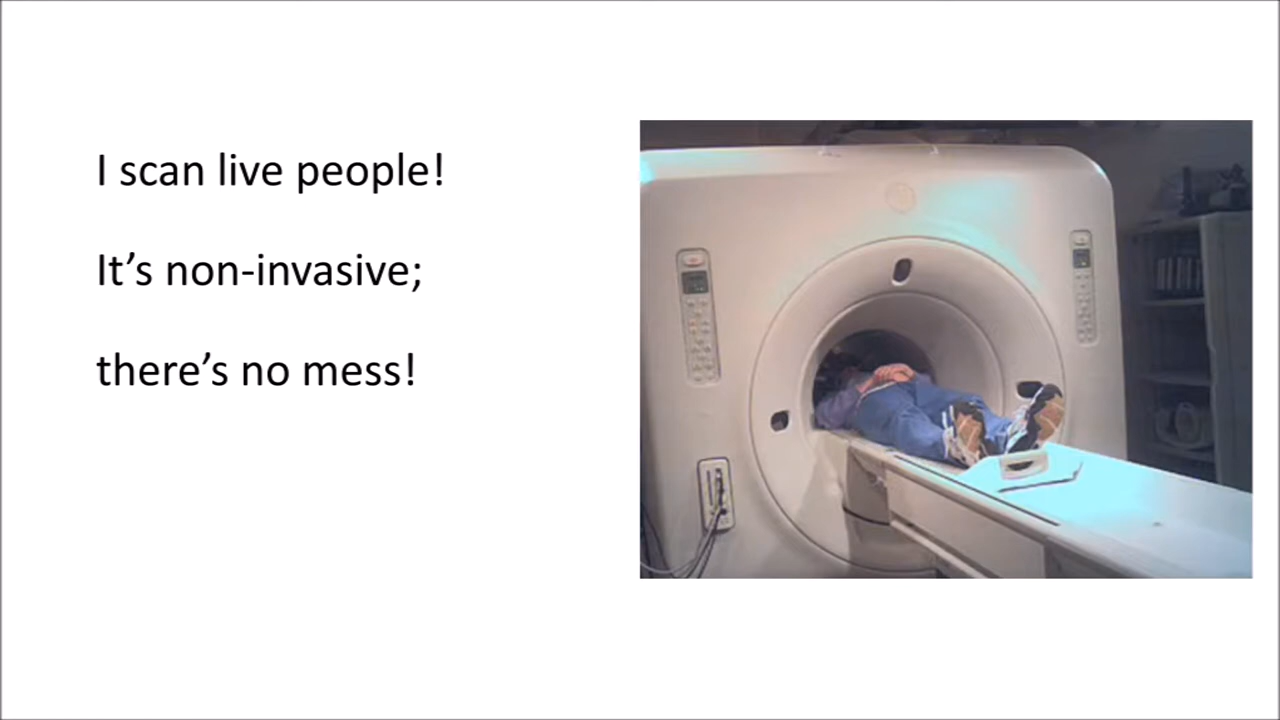 I scan live people!
It’s non-invasive;
there’s no mess!